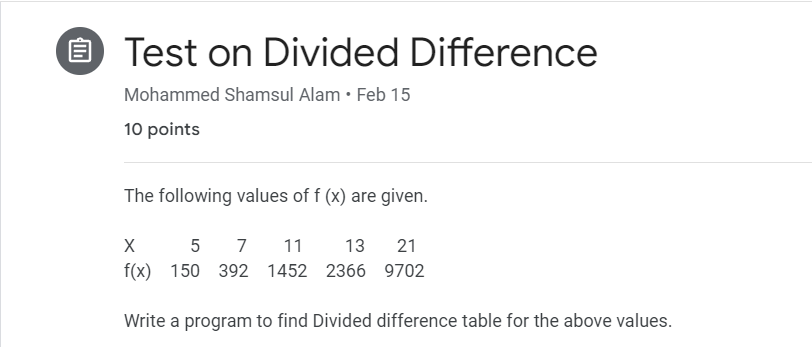 Test on Divided Difference
Mohammed Shamsul Alam • Feb 15
10 points
The following values of f (x) are given.
X 5 7 11 13 21
f(x) 150 392 1452 2366 9702
Write a program to find Divided difference table for the above values.